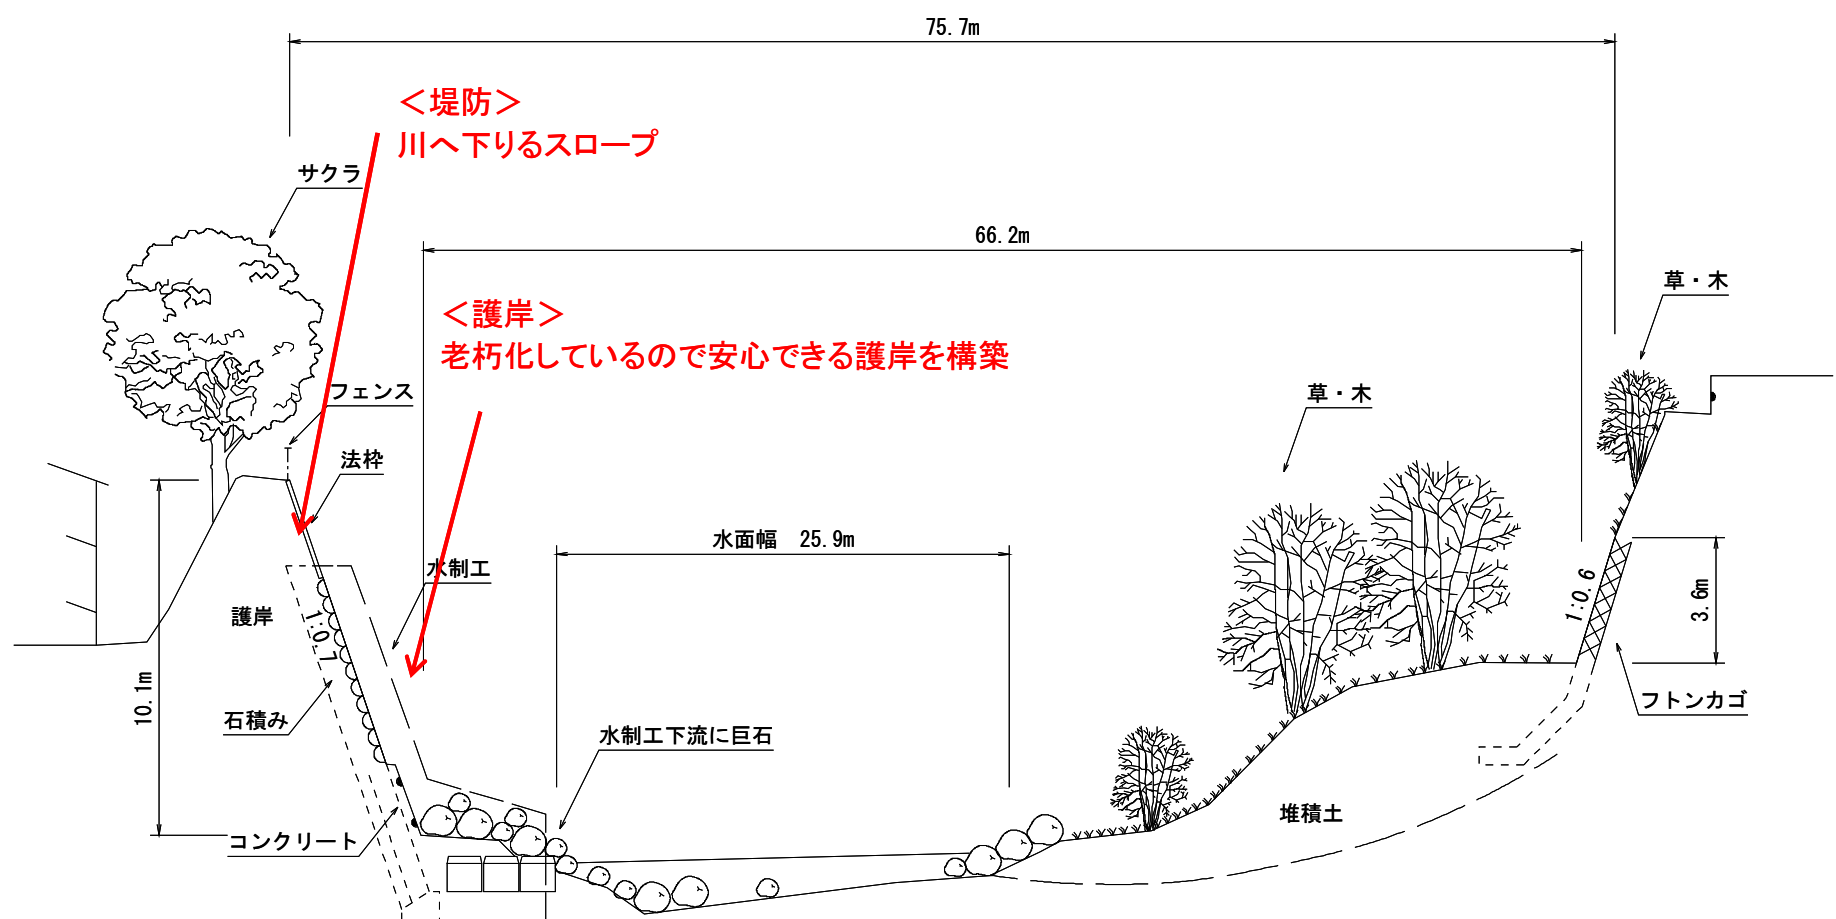 75.7m
＜堤防＞
川へ下りるスロープ
サクラ
66.2m
草・木
＜護岸＞
老朽化しているので安心できる護岸を構築
フェンス
草・木
法枠
水面幅　25.9m
水制工
護岸
1:0.7
1:0.6
3.6m
10.1m
石積み
フトンカゴ
水制工下流に巨石
堆積土
コンクリート